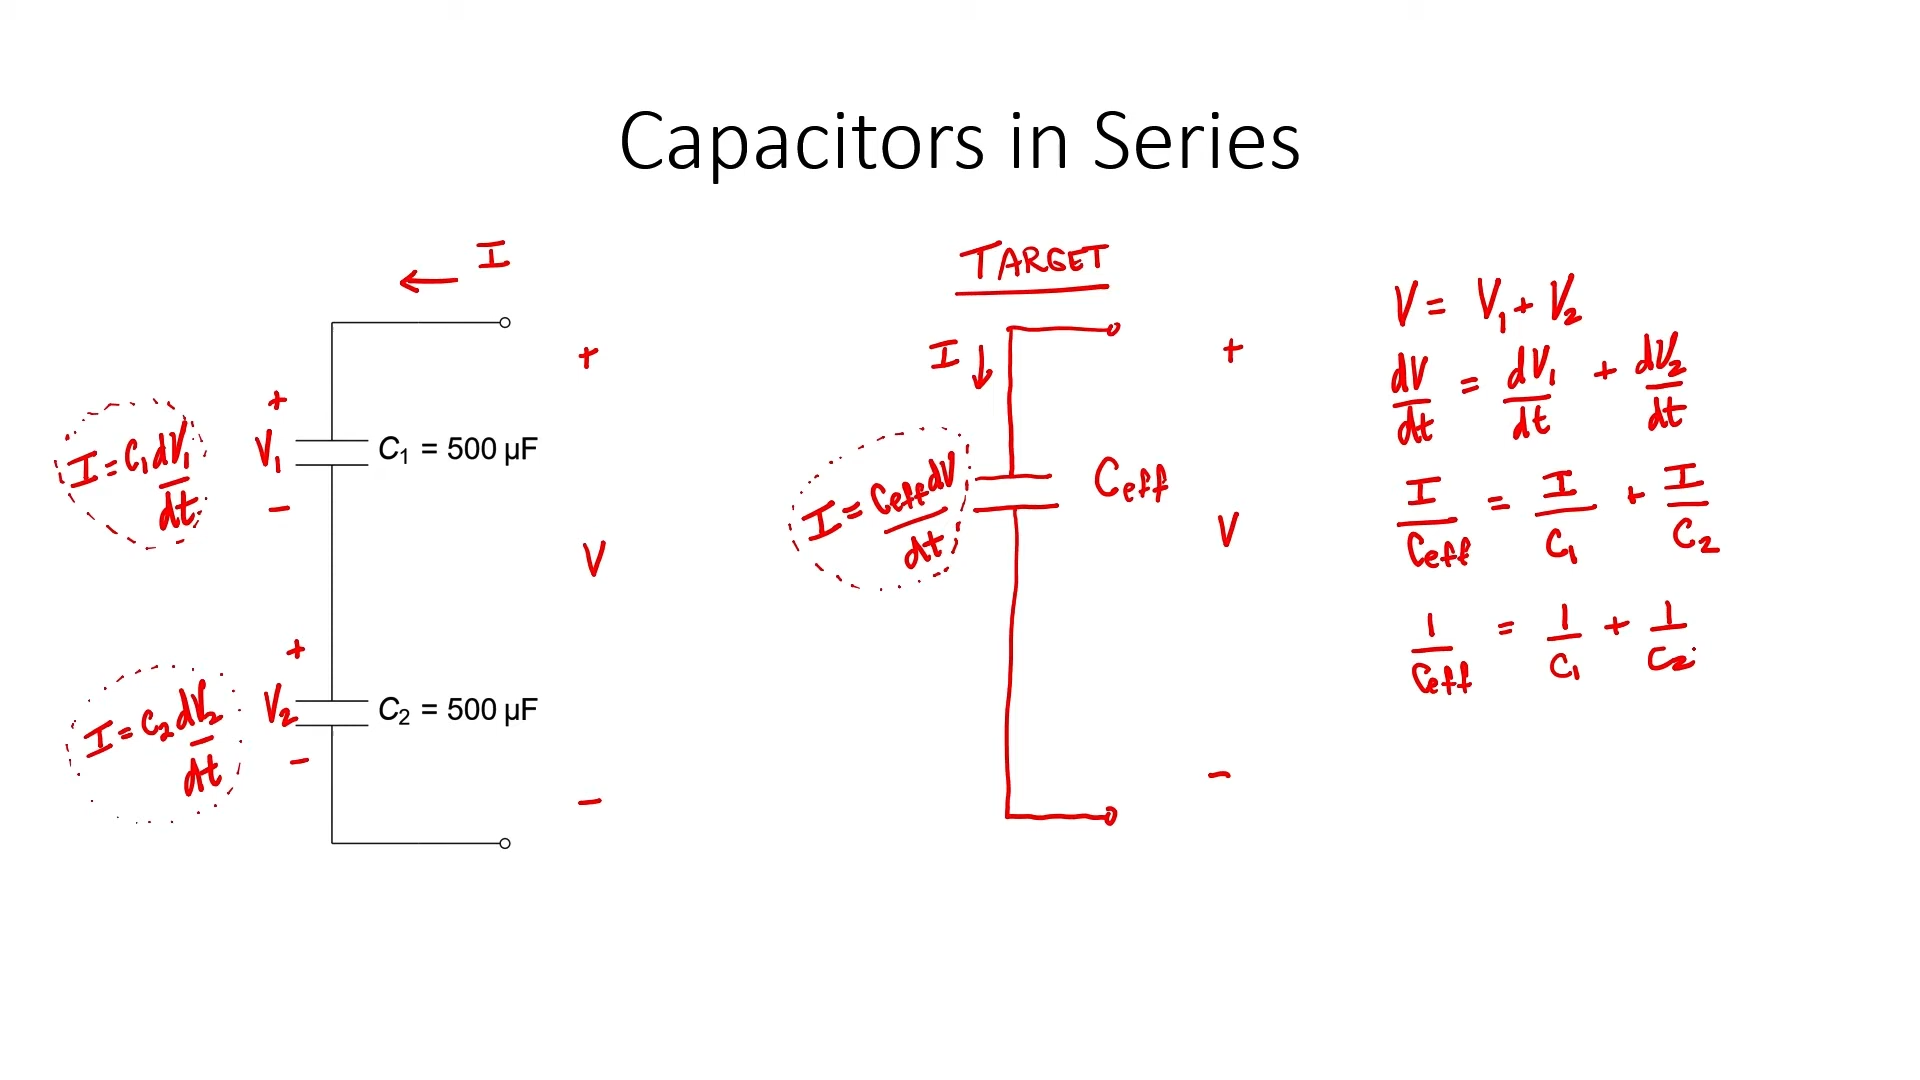 Capacitors in Series
I
+
V
−
+
V₁
−
C₁ = 500 µF
I = C₁ dV₁/dt
+
V₂
−
C₂ = 500 µF
I = C₂ dV₂/dt
TARGET
I
+
V
−
Ceff
I = Ceff dV/dt
V = V₁ + V₂
dV/dt = dV₁/dt + dV₂/dt
I/Ceff = I/C₁ + I/C₂
1/Ceff = 1/C₁ + 1/C₂